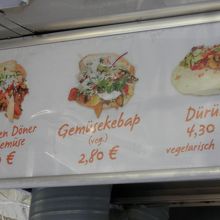 en Döner
emüse
€
Gemüsekebap
(veg.)
2,80 €
Dürü
4,30
vegetarisch